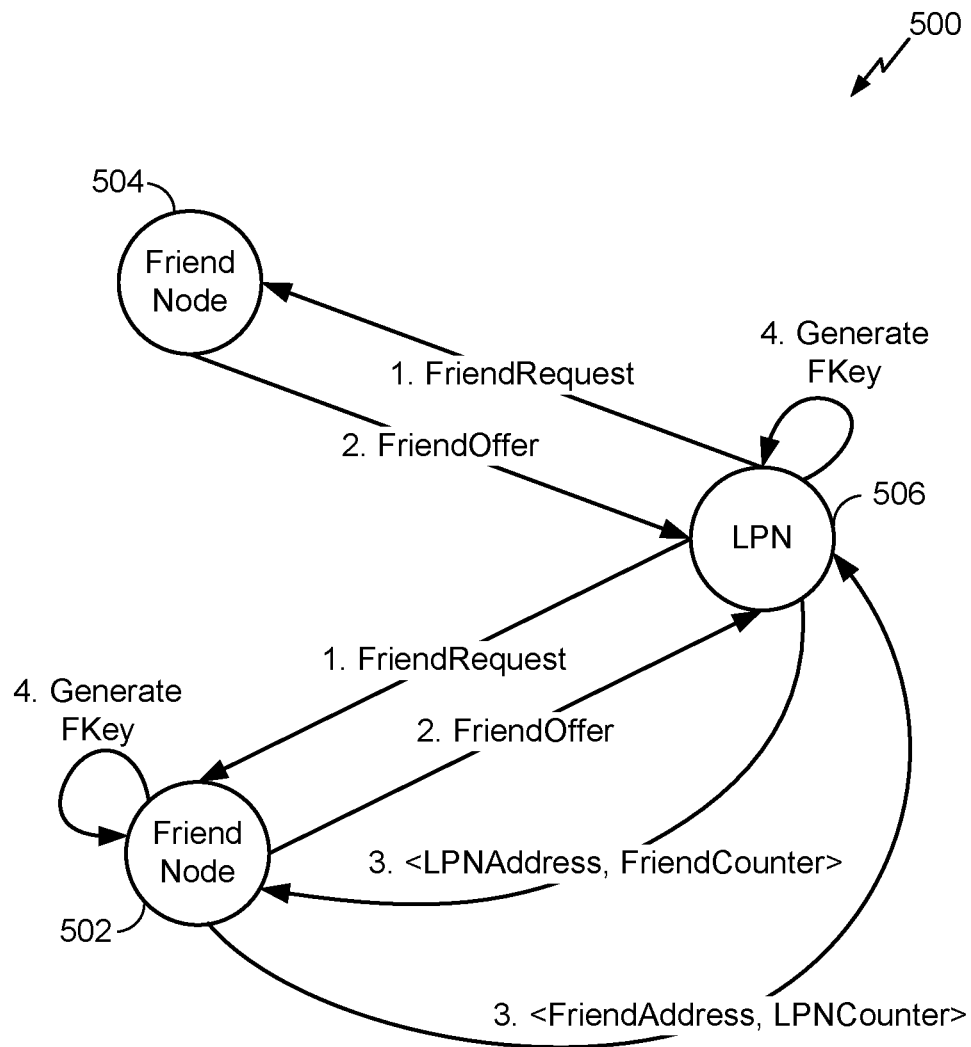 500
504
Friend
Node
4. Generate
FKey
1. FriendRequest
2. FriendOffer
506
LPN
1. FriendRequest
4. Generate
FKey
2. FriendOffer
Friend
Node
3. <LPNAddress, FriendCounter>
502
3. <FriendAddress, LPNCounter>